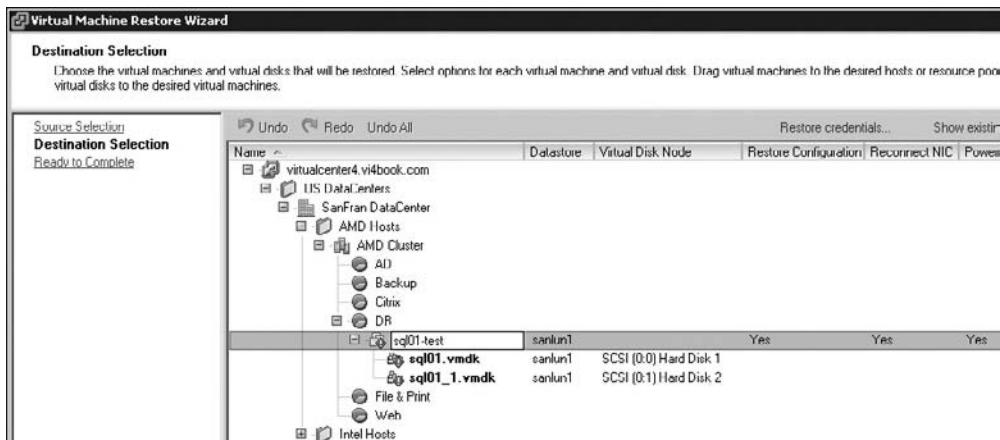 Virtual Machine Restore Wizard
Destination Selection
Choose the virtual machines and virtual disks that will be restored. Select options for each virtual machine and virtual disk. Drag virtual machines to the desired hosts or resource poo
virtual disks to the desired virtual machines.
Source Selection
Destination Selection
Ready to Complete
Undo Redo Undo All Restore credentials... Show existin
Name Datastore Virtual Disk Node Restore Configuration Reconnect NIC Power
virtualcenter4.vi4book.com
US DataCenters
SanFran DataCenter
AMD Hosts
AMD Cluster
AD
Backup
Citrix
DR
sql01-test sanlun1 Yes Yes Yes
sql01.vmdk sanlun1 SCSI (0:0) Hard Disk 1
sql01_1.vmdk sanlun1 SCSI (0:1) Hard Disk 2
File & Print
Web
Intel Hosts